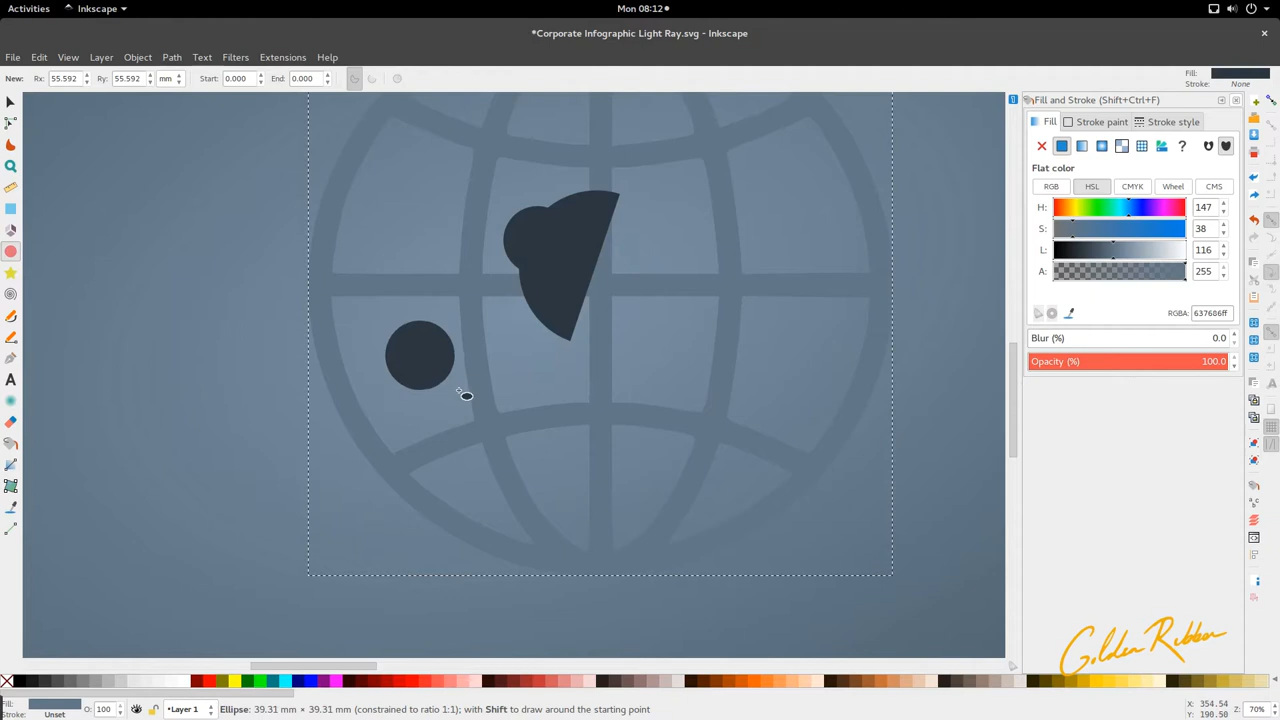 Activities Inkscape Mon 08:12
*Corporate Infographic Light Ray.svg - Inkscape
File Edit View Layer Object Path Text Filters Extensions Help
New: Rx: 55.592 Ry: 55.592 mm Start: 0.000 End: 0.000
Fill:
Stroke: None
Fill and Stroke (Shift+Ctrl+F)
Fill Stroke paint Stroke style
Flat color
RGB HSL CMYK Wheel CMS
H: 147
S: 38
L: 116
A: 255
RGBA: 637686ff
Blur (%) 0.0
Opacity (%) 100.0
Golden Ribbon
Fill:
Stroke: Unset
O: 100
Layer 1
Ellipse: 39.31 mm × 39.31 mm (constrained to ratio 1:1); with Shift to draw around the starting point
X: 354.54
Y: 190.50
Z: 70%